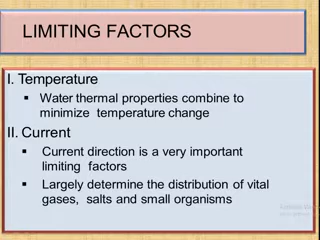 LIMITING FACTORS
I. Temperature
▪ Water thermal properties combine to
minimize temperature change
II. Current
▪ Current direction is a very important
limiting factors
▪ Largely determine the distribution of vital
gases, salts and small organisms